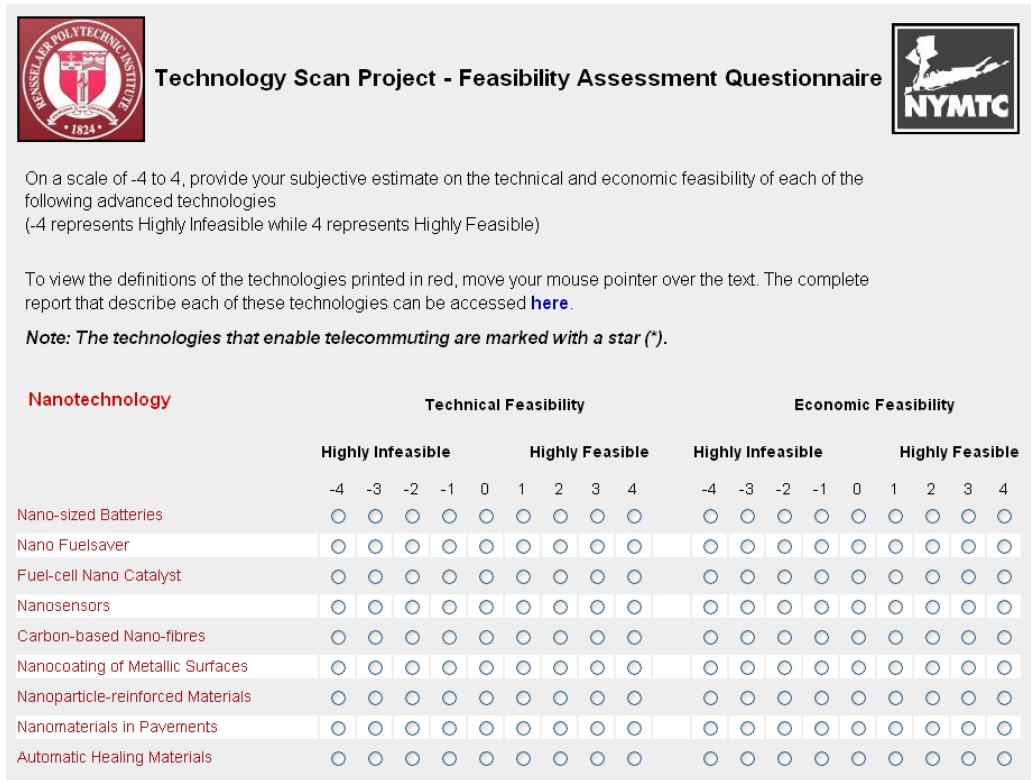 RENSSELAER POLYTECHNIC INSTITUTE
1824
Technology Scan Project - Feasibility Assessment Questionnaire
NYMTC
On a scale of -4 to 4, provide your subjective estimate on the technical and economic feasibility of each of the
following advanced technologies
(-4 represents Highly Infeasible while 4 represents Highly Feasible)
To view the definitions of the technologies printed in red, move your mouse pointer over the text. The complete
report that describe each of these technologies can be accessed here.
Note: The technologies that enable telecommuting are marked with a star (*).
Nanotechnology Technical Feasibility Economic Feasibility
Highly Infeasible Highly Feasible Highly Infeasible Highly Feasible
-4 -3 -2 -1 0 1 2 3 4 -4 -3 -2 -1 0 1 2 3 4
Nano-sized Batteries
Nano Fuelsaver
Fuel-cell Nano Catalyst
Nanosensors
Carbon-based Nano-fibres
Nanocoating of Metallic Surfaces
Nanoparticle-reinforced Materials
Nanomaterials in Pavements
Automatic Healing Materials